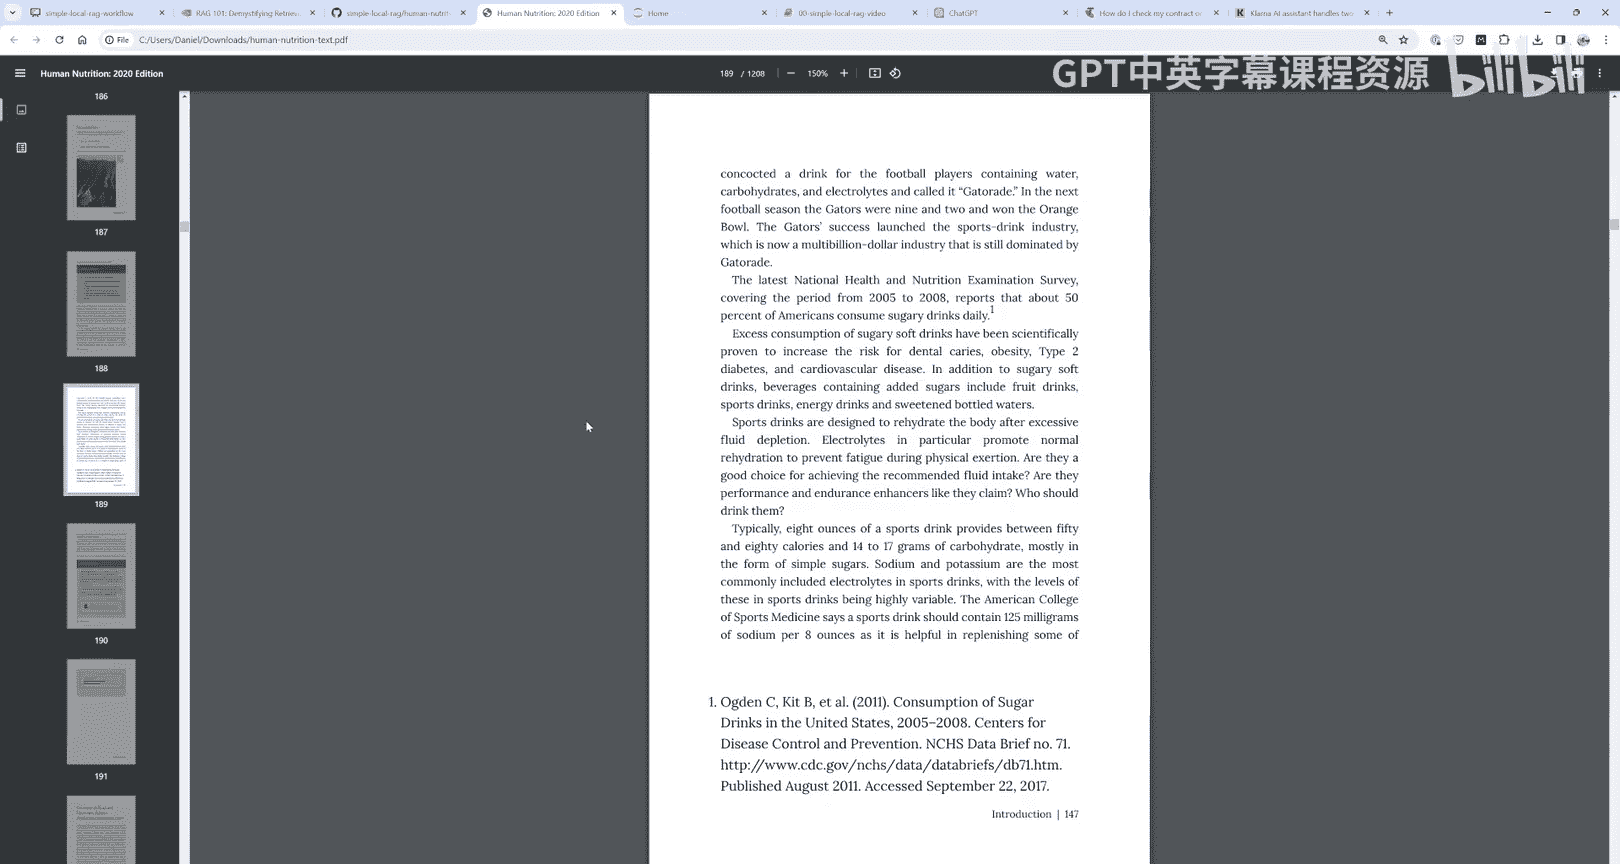 simple-local-rag-workflow
RAG 101: Demystifying Retriev
simple-local-rag/human-nutrit
Human Nutrition: 2020 Edition
Home
00-simple-local-rag-video
ChatGPT
How do I check my contract o
Klarna AI assistant handles two
File
C:/Users/Daniel/Downloads/human-nutrition-text.pdf
Human Nutrition: 2020 Edition
189 / 1208
150%
GPT中英字幕课程资源
bilibili
186
187
188
189
190
191
concocted a drink for the football players containing water,
carbohydrates, and electrolytes and called it “Gatorade.” In the next
football season the Gators were nine and two and won the Orange
Bowl. The Gators’ success launched the sports-drink industry,
which is now a multibillion-dollar industry that is still dominated by
Gatorade.
The latest National Health and Nutrition Examination Survey,
covering the period from 2005 to 2008, reports that about 50
percent of Americans consume sugary drinks daily.1
Excess consumption of sugary soft drinks have been scientifically
proven to increase the risk for dental caries, obesity, Type 2
diabetes, and cardiovascular disease. In addition to sugary soft
drinks, beverages containing added sugars include fruit drinks,
sports drinks, energy drinks and sweetened bottled waters.
Sports drinks are designed to rehydrate the body after excessive
fluid depletion. Electrolytes in particular promote normal
rehydration to prevent fatigue during physical exertion. Are they a
good choice for achieving the recommended fluid intake? Are they
performance and endurance enhancers like they claim? Who should
drink them?
Typically, eight ounces of a sports drink provides between fifty
and eighty calories and 14 to 17 grams of carbohydrate, mostly in
the form of simple sugars. Sodium and potassium are the most
commonly included electrolytes in sports drinks, with the levels of
these in sports drinks being highly variable. The American College
of Sports Medicine says a sports drink should contain 125 milligrams
of sodium per 8 ounces as it is helpful in replenishing some of
1. Ogden C, Kit B, et al. (2011). Consumption of Sugar
Drinks in the United States, 2005–2008. Centers for
Disease Control and Prevention. NCHS Data Brief no. 71.
http://www.cdc.gov/nchs/data/databriefs/db71.htm.
Published August 2011. Accessed September 22, 2017.
Introduction | 147